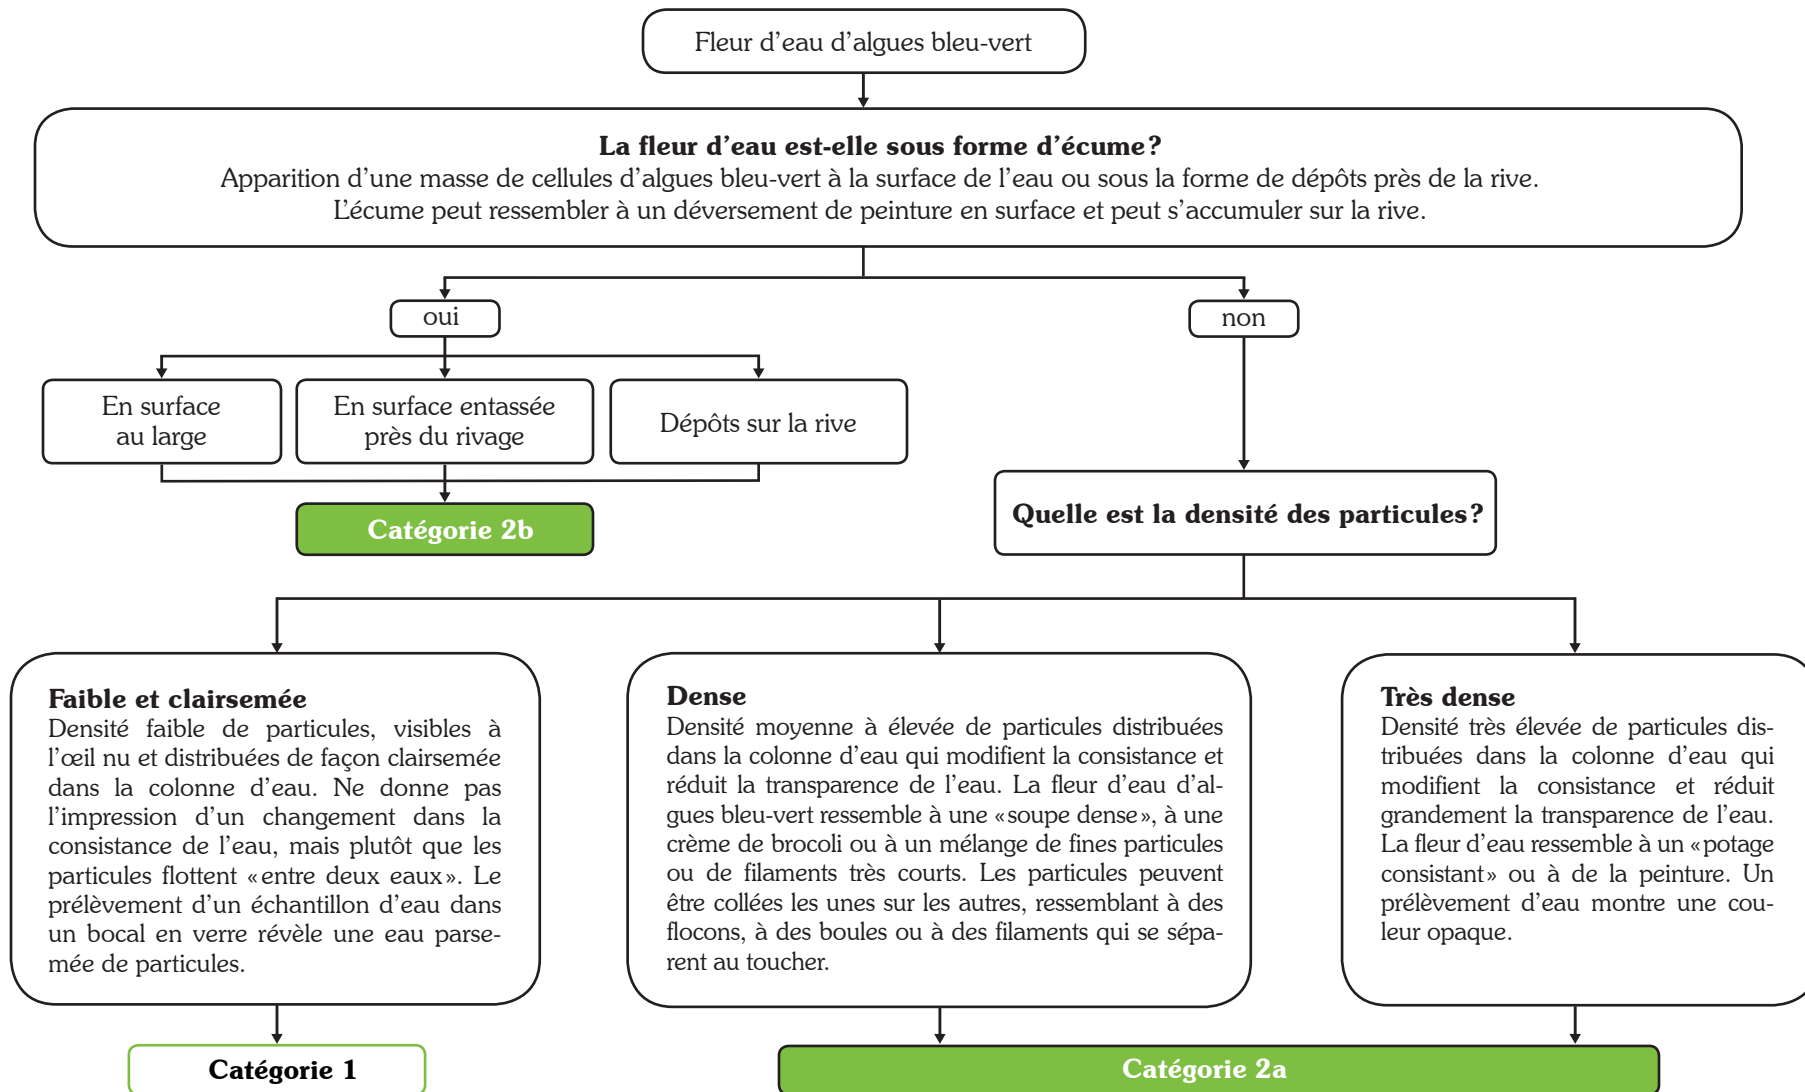 Fleur d’eau d’algues bleu-vert
La fleur d’eau est-elle sous forme d’écume?
Apparition d’une masse de cellules d’algues bleu-vert à la surface de l’eau ou sous la forme de dépôts près de la rive.
L’écume peut ressembler à un déversement de peinture en surface et peut s’accumuler sur la rive.
oui
non
En surface
au large
En surface entassée
près du rivage
Dépôts sur la rive
Catégorie 2b
Quelle est la densité des particules?
Faible et clairsemée
Densité faible de particules, visibles à
l’œil nu et distribuées de façon clairsemée
dans la colonne d’eau. Ne donne pas
l’impression d’un changement dans la
consistance de l’eau, mais plutôt que les
particules flottent «entre deux eaux». Le
prélèvement d’un échantillon d’eau dans
un bocal en verre révèle une eau parse-
mée de particules.
Catégorie 1
Dense
Densité moyenne à élevée de particules distribuées
dans la colonne d’eau qui modifient la consistance et
réduit la transparence de l’eau. La fleur d’eau d’al-
gues bleu-vert ressemble à une «soupe dense», à une
crème de brocoli ou à un mélange de fines particules
ou de filaments très courts. Les particules peuvent
être collées les unes sur les autres, ressemblant à des
flocons, à des boules ou à des filaments qui se sépa-
rent au toucher.
Très dense
Densité très élevée de particules dis-
tribuées dans la colonne d’eau qui
modifient la consistance et réduit
grandement la transparence de l’eau.
La fleur d’eau ressemble à un «potage
consistant» ou à de la peinture. Un
prélèvement d’eau montre une cou-
leur opaque.
Catégorie 2a